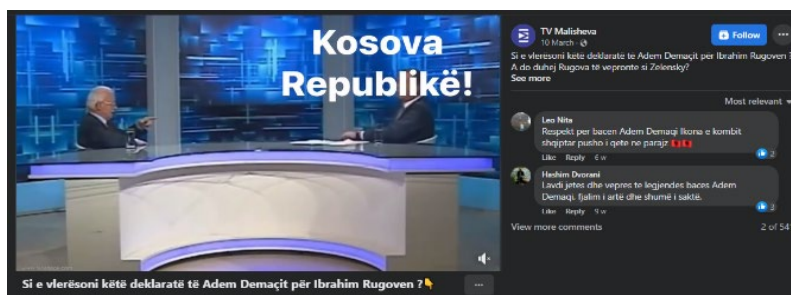 Kosova
Republikë!
Si e vlerësoni këtë deklaratë të Adem Demaçit për Ibrahim Rugoven ?
TV Malisheva
10 March
Follow
Si e vlerësoni këtë deklaratë të Adem Demaçit për Ibrahim Rugoven ?
A do duhej Rugova të vepronte si Zelensky?
See more
Most relevant
Leo Nita
Respekt për bacen Adem Demaqi Ikona e kombit
shqiptar pusho i qete ne parajz
Like Reply 6 w
2
Hashim Dvorani
Lavdi jetes dhe vepres te legjendes baces Adem
Demaqi. fjalim i artë dhe shumë i saktë.
Like Reply 9 w
View more comments
2 of 54